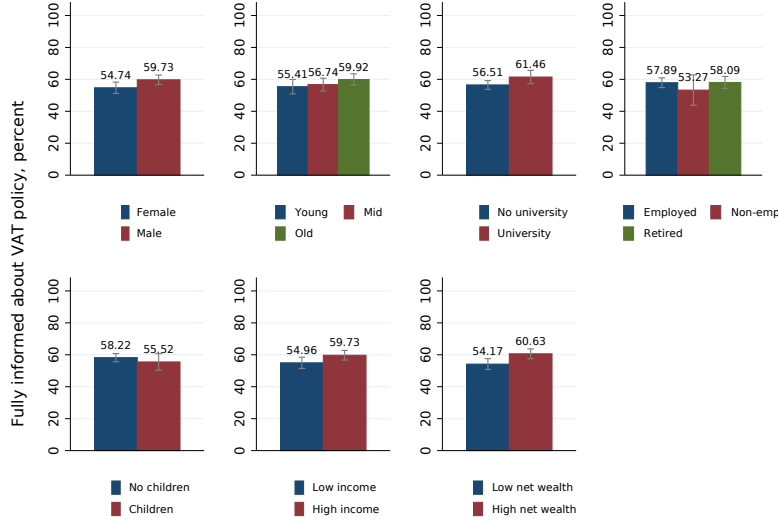 Fully informed about VAT policy, percent
0 20 40 60 80 100
54.74 59.73
Female
Male
0 20 40 60 80 100
55.41 56.74 59.92
Young Mid
Old
0 20 40 60 80 100
56.51 61.46
No university
University
0 20 40 60 80 100
57.89 53.27 58.09
Employed Non-emp
Retired
0 20 40 60 80 100
58.22 55.52
No children
Children
0 20 40 60 80 100
54.96 59.73
Low income
High income
0 20 40 60 80 100
54.17 60.63
Low net wealth
High net wealth